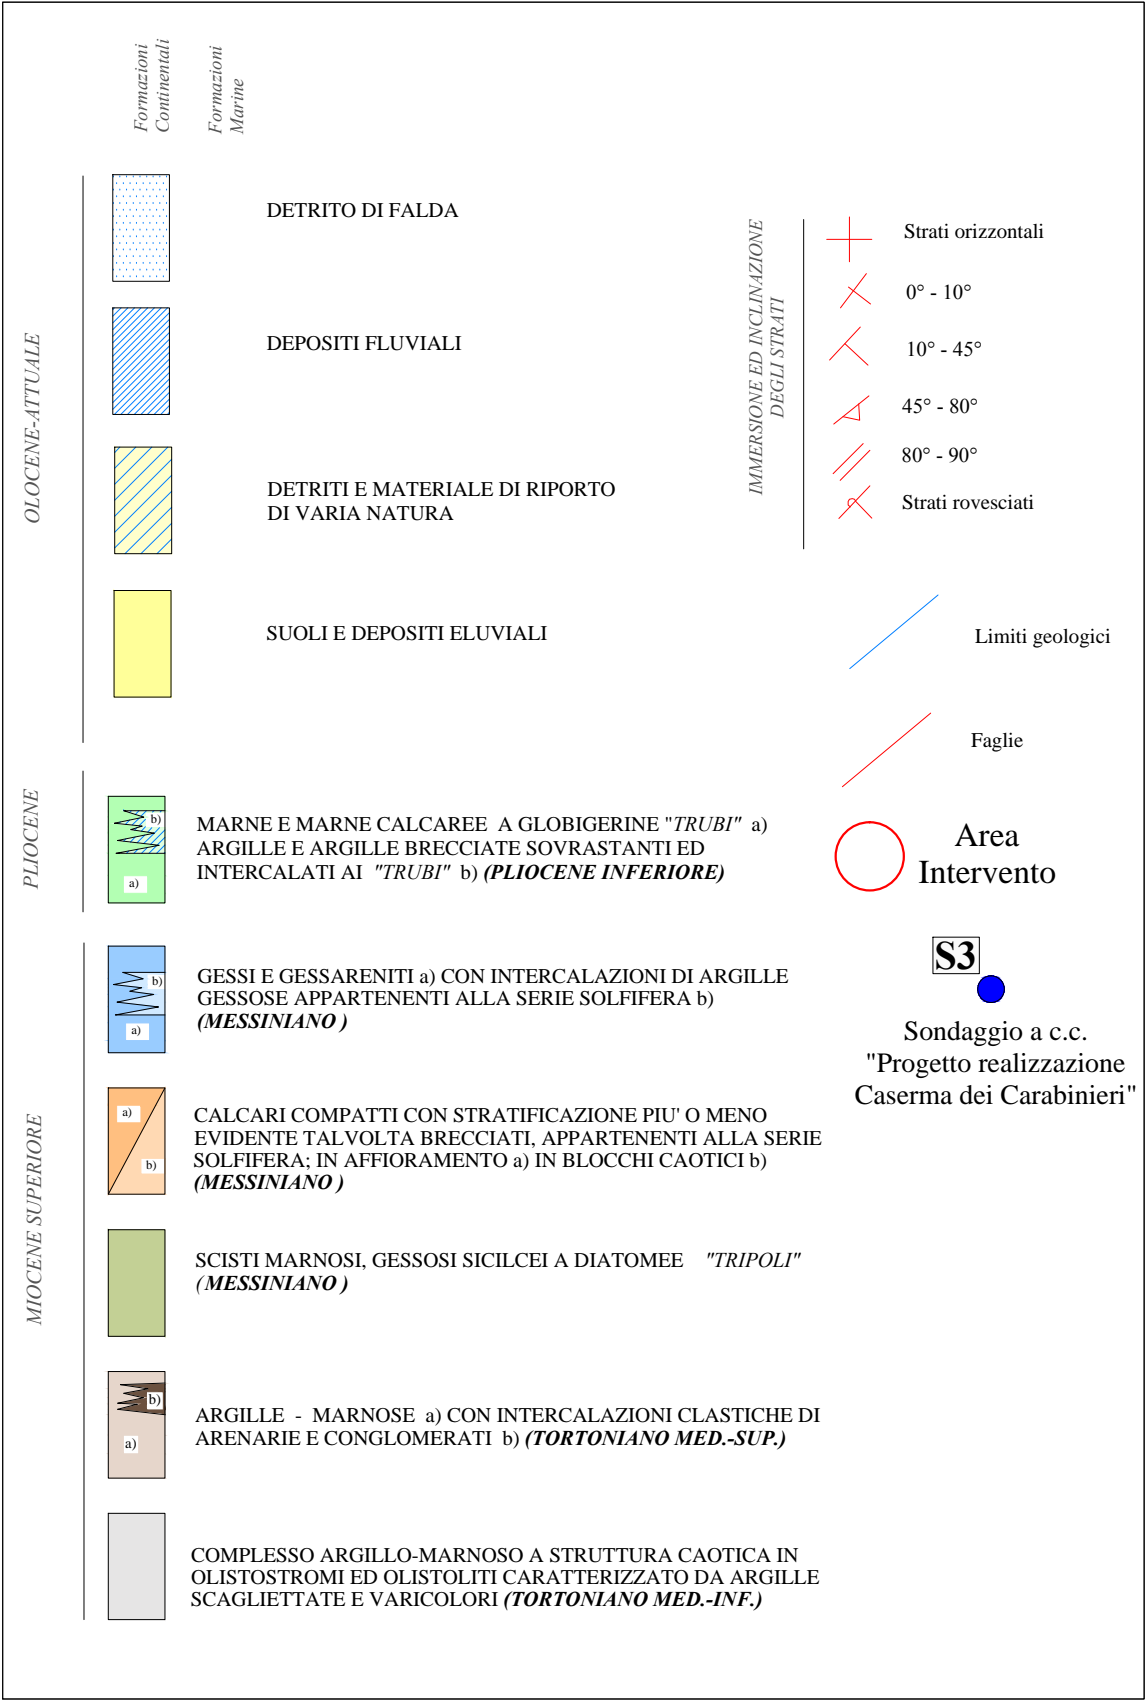 Formazioni
Continentali
Formazioni
Marine
OLOCENE-ATTUALE
DETRITO DI FALDA
DEPOSITI FLUVIALI
DETRITI E MATERIALE DI RIPORTO
DI VARIA NATURA
SUOLI E DEPOSITI ELUVIALI
IMMERSIONE ED INCLINAZIONE
DEGLI STRATI
Strati orizzontali
0° - 10°
10° - 45°
45° - 80°
80° - 90°
Strati rovesciati
Limiti geologici
Faglie
Area
Intervento
S3
Sondaggio a c.c.
"Progetto realizzazione
Caserma dei Carabinieri"
PLIOCENE
b)
a)
MARNE E MARNE CALCAREE A GLOBIGERINE "TRUBI" a)
ARGILLE E ARGILLE BRECCIATE SOVRASTANTI ED
INTERCALATI AI "TRUBI" b) (PLIOCENE INFERIORE)
MIOCENE SUPERIORE
b)
a)
GESSI E GESSARENITI a) CON INTERCALAZIONI DI ARGILLE
GESSOSE APPARTENENTI ALLA SERIE SOLFIFERA b)
(MESSINIANO )
a)
b)
CALCARI COMPATTI CON STRATIFICAZIONE PIU' O MENO
EVIDENTE TALVOLTA BRECCIATI, APPARTENENTI ALLA SERIE
SOLFIFERA; IN AFFIORAMENTO a) IN BLOCCHI CAOTICI b)
(MESSINIANO )
SCISTI MARNOSI, GESSOSI SICILCEI A DIATOMEE "TRIPOLI"
(MESSINIANO )
b)
a)
ARGILLE - MARNOSE a) CON INTERCALAZIONI CLASTICHE DI
ARENARIE E CONGLOMERATI b) (TORTONIANO MED.-SUP.)
COMPLESSO ARGILLO-MARNOSO A STRUTTURA CAOTICA IN
OLISTOSTROMI ED OLISTOLITI CARATTERIZZATO DA ARGILLE
SCAGLIETTATE E VARICOLORI (TORTONIANO MED.-INF.)